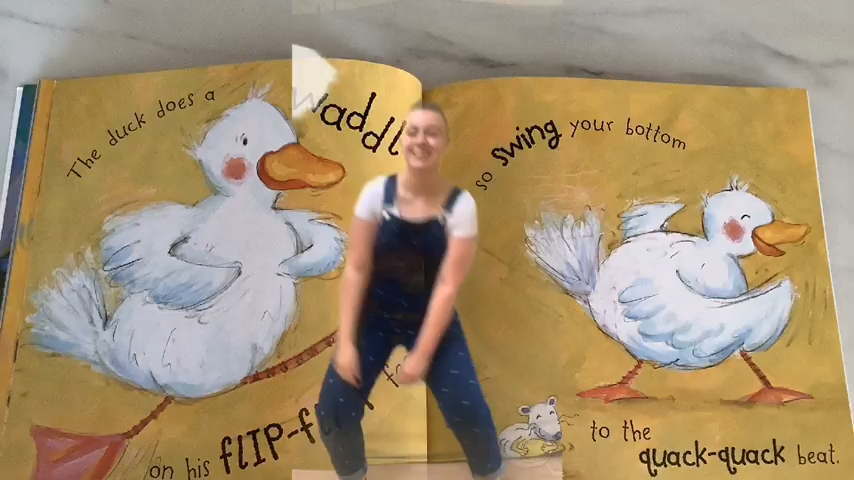 The duck does a
waddl
on his flip-f
so swing your bottom
to the
quack-quack beat.